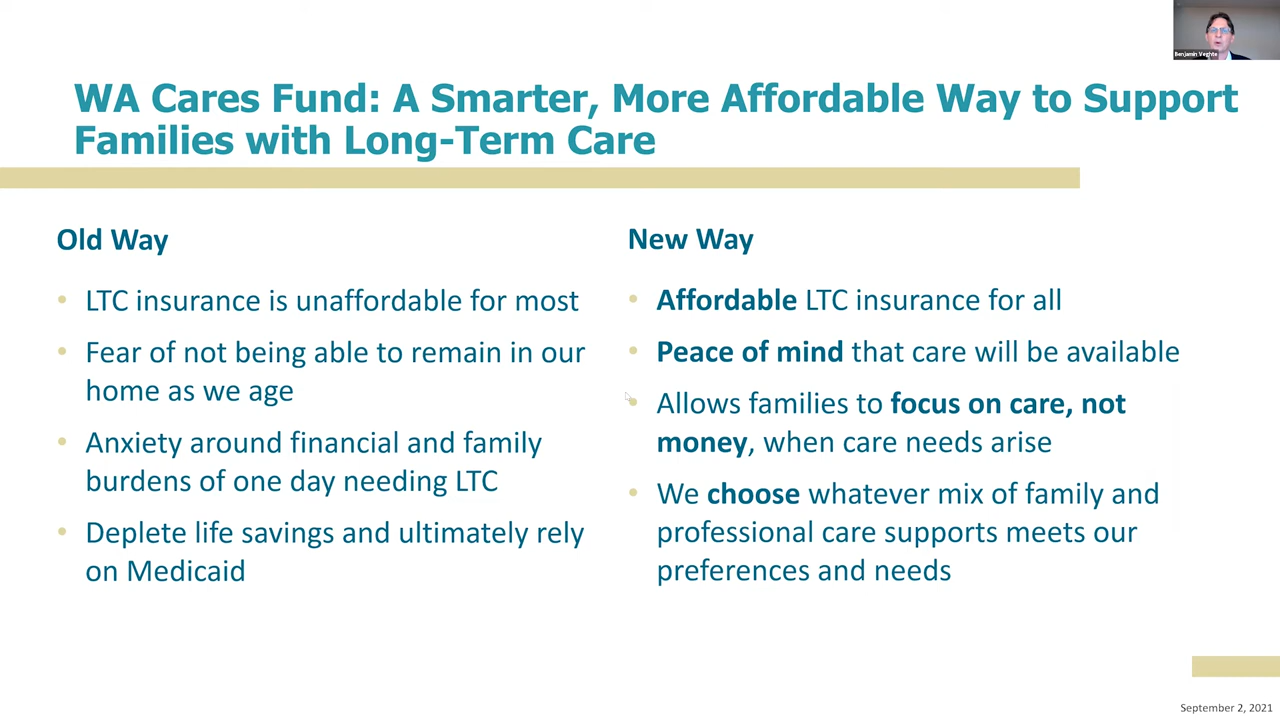 Benjamin Veghte
WA Cares Fund: A Smarter, More Affordable Way to Support
Families with Long-Term Care
Old Way
• LTC insurance is unaffordable for most
• Fear of not being able to remain in our
home as we age
• Anxiety around financial and family
burdens of one day needing LTC
• Deplete life savings and ultimately rely
on Medicaid
New Way
• Affordable LTC insurance for all
• Peace of mind that care will be available
• Allows families to focus on care, not
money, when care needs arise
• We choose whatever mix of family and
professional care supports meets our
preferences and needs
September 2, 2021